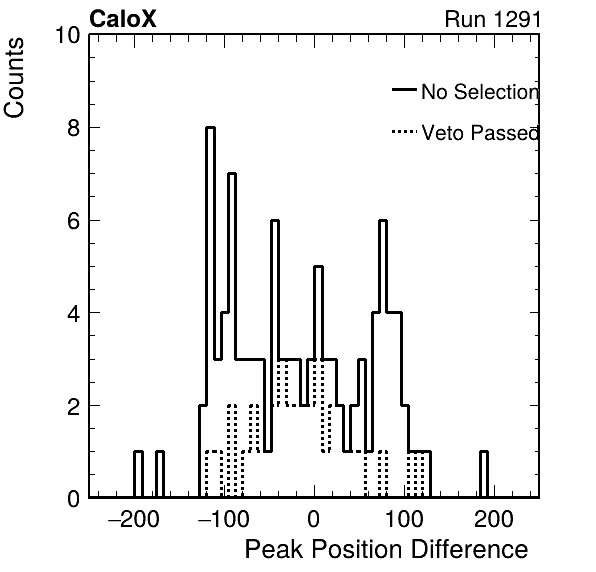 CaloX Run 1291
Counts
10
8
6
4
2
0
No Selection
Veto Passed
−200 −100 0 100 200
Peak Position Difference